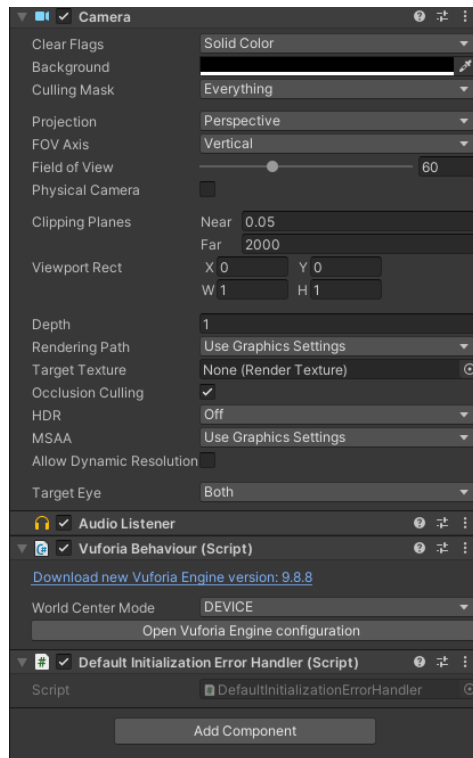 Camera
Clear Flags Solid Color
Background
Culling Mask Everything
Projection Perspective
FOV Axis Vertical
Field of View 60
Physical Camera
Clipping Planes Near 0.05
Far 2000
Viewport Rect X 0 Y 0
W 1 H 1
Depth 1
Rendering Path Use Graphics Settings
Target Texture None (Render Texture)
Occlusion Culling
HDR Off
MSAA Use Graphics Settings
Allow Dynamic Resolution
Target Eye Both
Audio Listener
Vuforia Behaviour (Script)
Download new Vuforia Engine version: 9.8.8
World Center Mode DEVICE
Open Vuforia Engine configuration
# Default Initialization Error Handler (Script)
Script DefaultInitializationErrorHandler
Add Component